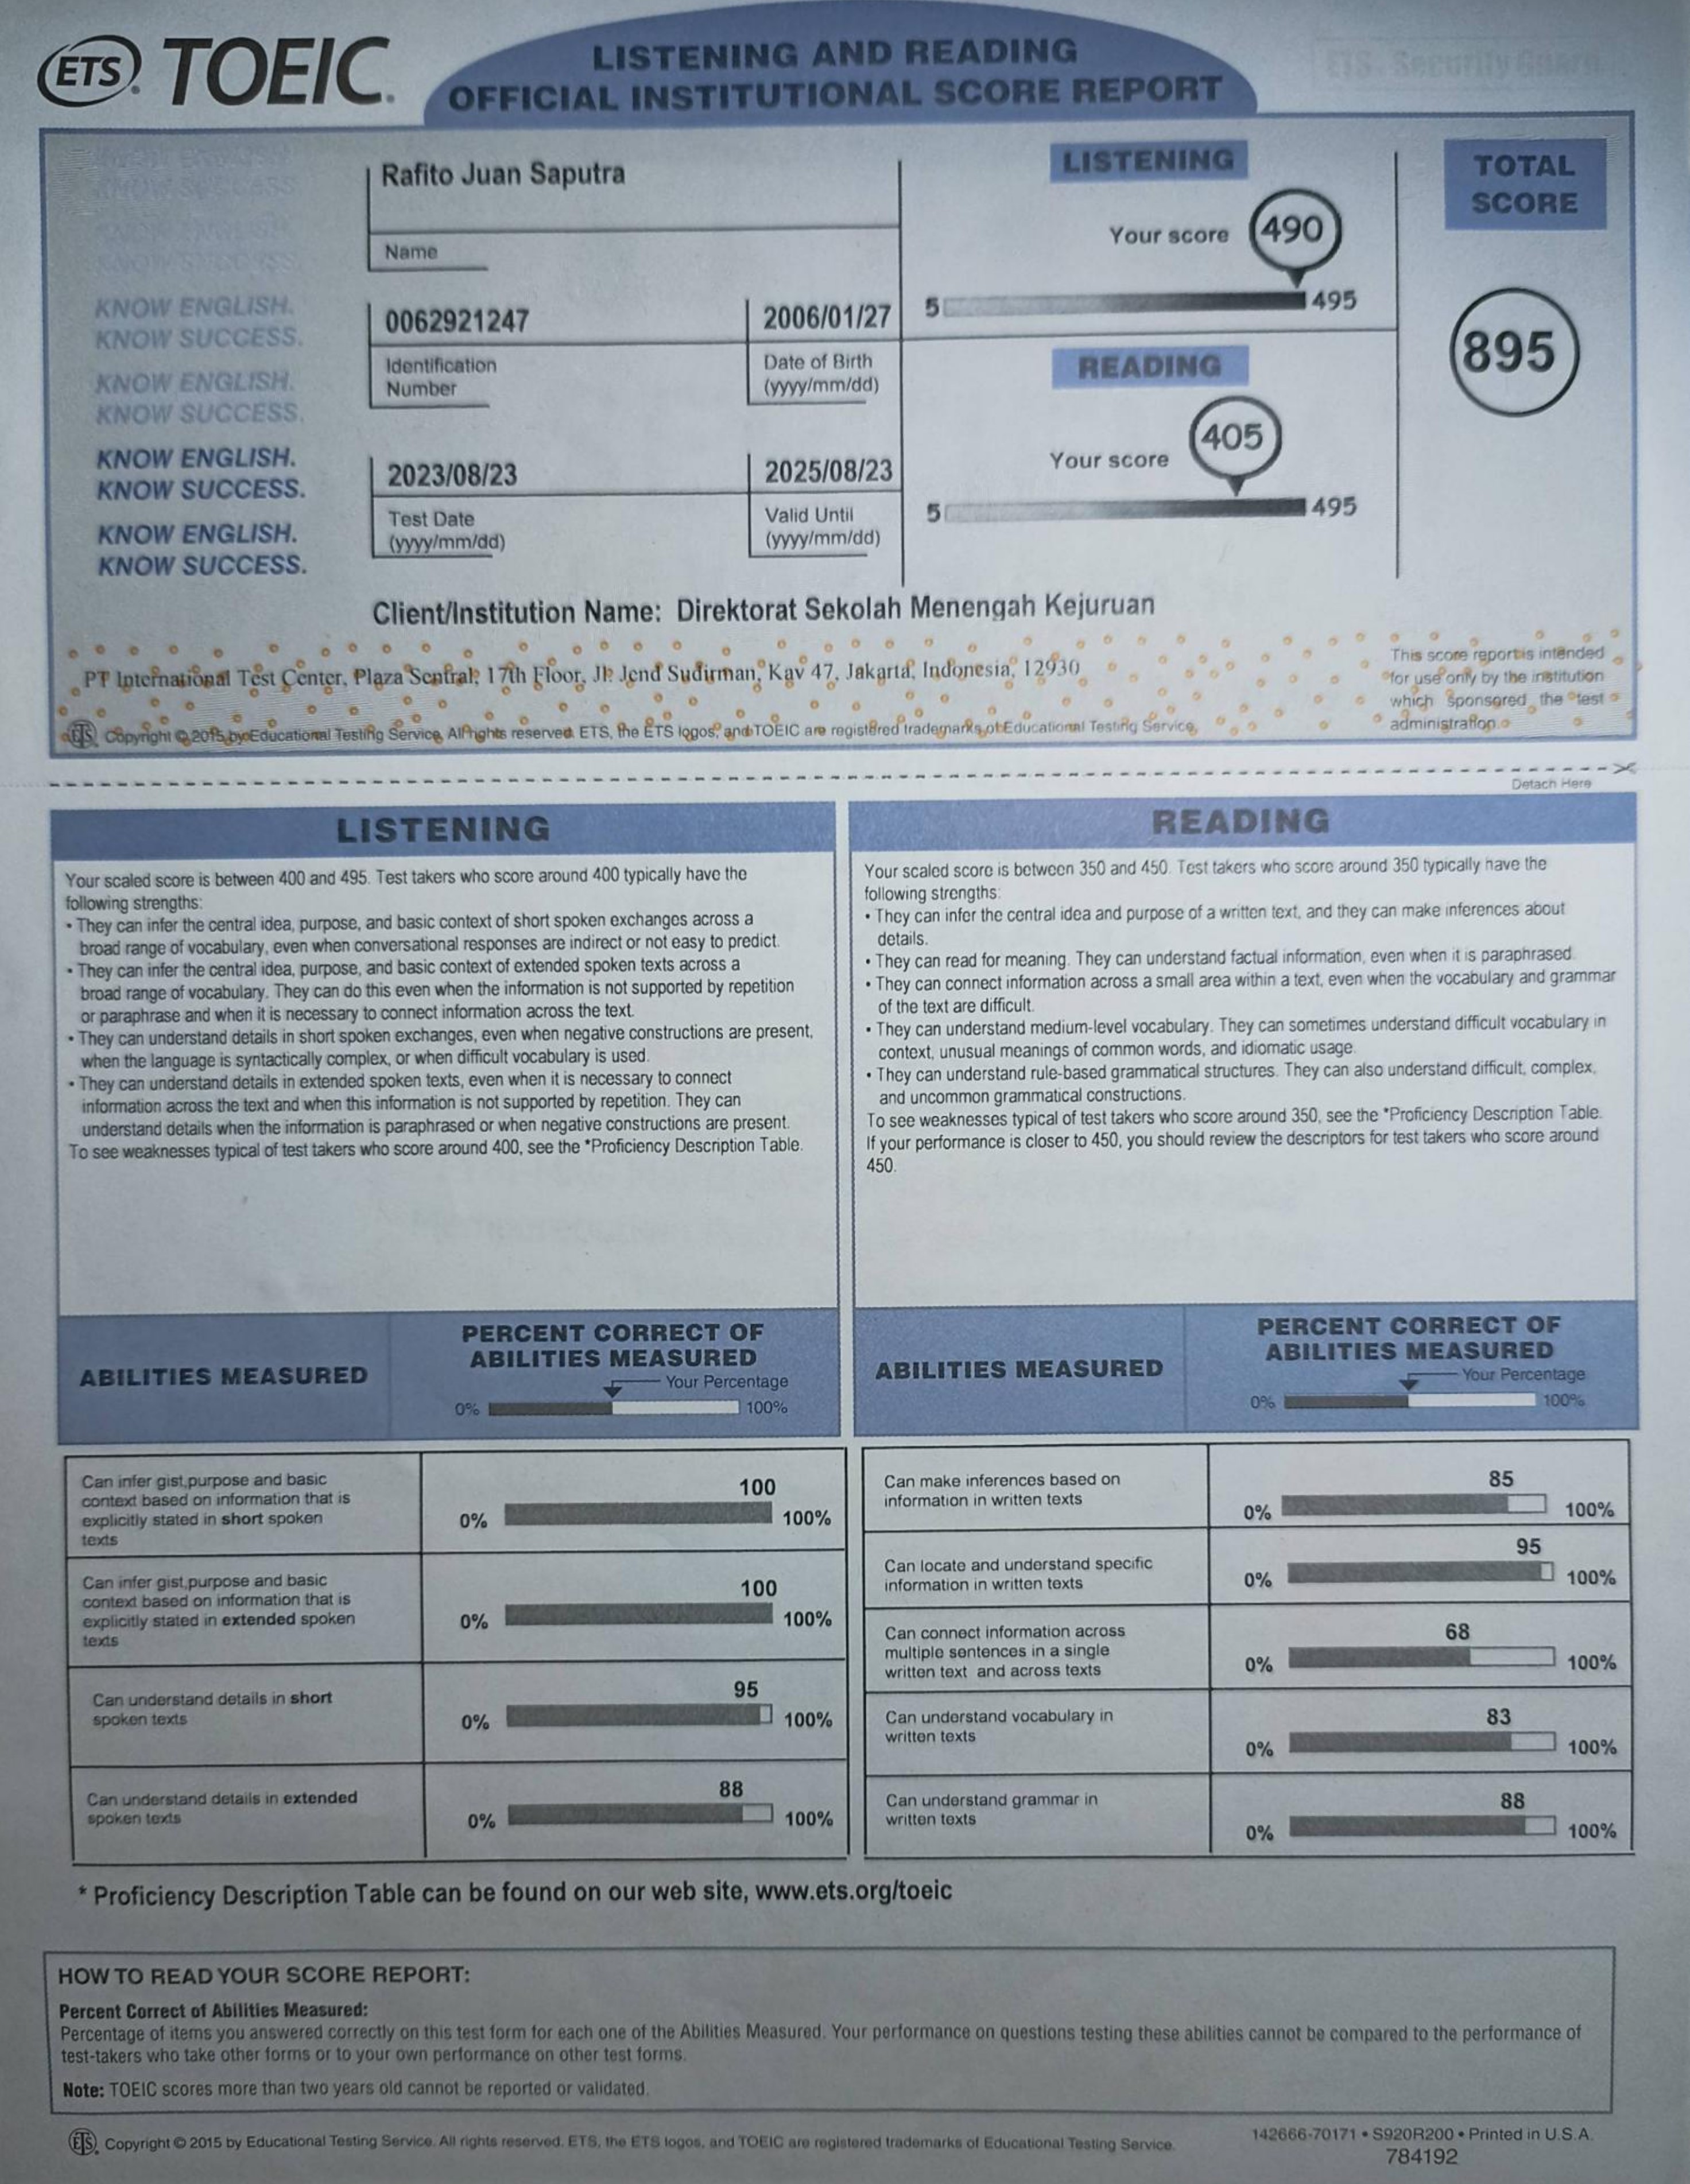 ETS TOEIC.
LISTENING AND READING
OFFICIAL INSTITUTIONAL SCORE REPORT
ETS Security Guard
Rafito Juan Saputra
Name
KNOW ENGLISH.
KNOW SUCCESS.
KNOW ENGLISH.
KNOW SUCCESS.
KNOW ENGLISH.
KNOW SUCCESS.
KNOW ENGLISH.
KNOW SUCCESS.
0062921247
Identification
Number
2006/01/27
Date of Birth
(yyyy/mm/dd)
2023/08/23
Test Date
(yyyy/mm/dd)
2025/08/23
Valid Until
(yyyy/mm/dd)
LISTENING
Your score 490
5 495
READING
Your score 405
5 495
TOTAL
SCORE
895
Client/Institution Name: Direktorat Sekolah Menengah Kejuruan
PT International Test Center, Plaza Sentral, 17th Floor, Jl. Jend Sudirman, Kav 47, Jakarta, Indonesia, 12930
This score report is intended
for use only by the institution
which sponsored the test
administration.
ETS Copyright © 2015 by Educational Testing Service. All rights reserved. ETS, the ETS logos, and TOEIC are registered trademarks of Educational Testing Service.
Detach Here
LISTENING
Your scaled score is between 400 and 495. Test takers who score around 400 typically have the
following strengths:
• They can infer the central idea, purpose, and basic context of short spoken exchanges across a
broad range of vocabulary, even when conversational responses are indirect or not easy to predict.
• They can infer the central idea, purpose, and basic context of extended spoken texts across a
broad range of vocabulary. They can do this even when the information is not supported by repetition
or paraphrase and when it is necessary to connect information across the text.
• They can understand details in short spoken exchanges, even when negative constructions are present,
when the language is syntactically complex, or when difficult vocabulary is used.
• They can understand details in extended spoken texts, even when it is necessary to connect
information across the text and when this information is not supported by repetition. They can
understand details when the information is paraphrased or when negative constructions are present.
To see weaknesses typical of test takers who score around 400, see the *Proficiency Description Table.
READING
Your scaled score is between 350 and 450. Test takers who score around 350 typically have the
following strengths:
• They can infer the central idea and purpose of a written text, and they can make inferences about
details.
• They can read for meaning. They can understand factual information, even when it is paraphrased.
• They can connect information across a small area within a text, even when the vocabulary and grammar
of the text are difficult.
• They can understand medium-level vocabulary. They can sometimes understand difficult vocabulary in
context, unusual meanings of common words, and idiomatic usage.
• They can understand rule-based grammatical structures. They can also understand difficult, complex,
and uncommon grammatical constructions.
To see weaknesses typical of test takers who score around 350, see the *Proficiency Description Table.
If your performance is closer to 450, you should review the descriptors for test takers who score around
450.
ABILITIES MEASURED
PERCENT CORRECT OF
ABILITIES MEASURED
Your Percentage
0% 100%
Can infer gist,purpose and basic
context based on information that is
explicitly stated in short spoken
texts
100
0% 100%
Can infer gist,purpose and basic
context based on information that is
explicitly stated in extended spoken
texts
100
0% 100%
Can understand details in short
spoken texts
95
0% 100%
Can understand details in extended
spoken texts
88
0% 100%
ABILITIES MEASURED
PERCENT CORRECT OF
ABILITIES MEASURED
Your Percentage
0% 100%
Can make inferences based on
information in written texts
85
0% 100%
Can locate and understand specific
information in written texts
95
0% 100%
Can connect information across
multiple sentences in a single
written text and across texts
68
0% 100%
Can understand vocabulary in
written texts
83
0% 100%
Can understand grammar in
written texts
88
0% 100%
* Proficiency Description Table can be found on our web site, www.ets.org/toeic
HOW TO READ YOUR SCORE REPORT:
Percent Correct of Abilities Measured:
Percentage of items you answered correctly on this test form for each one of the Abilities Measured. Your performance on questions testing these abilities cannot be compared to the performance of
test-takers who take other forms or to your own performance on other test forms.
Note: TOEIC scores more than two years old cannot be reported or validated.
ETS Copyright © 2015 by Educational Testing Service. All rights reserved. ETS, the ETS logos, and TOEIC are registered trademarks of Educational Testing Service.
142666-70171 • S920R200 • Printed in U.S.A.
784192